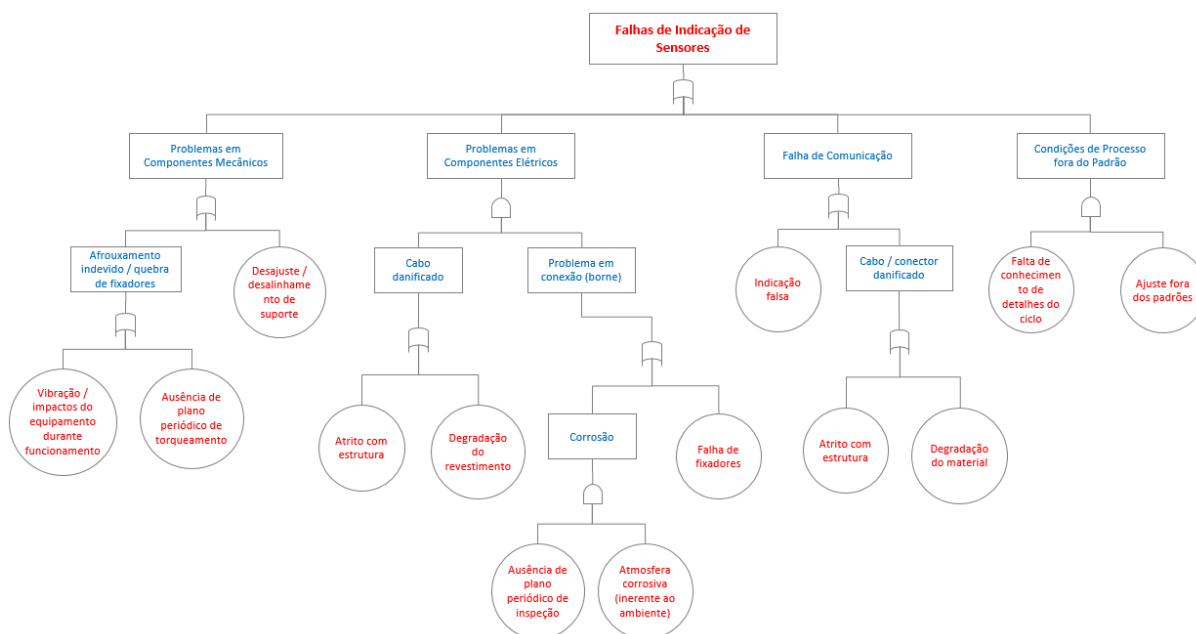 Falhas de Indicação de
Sensores
Problemas em
Componentes Mecânicos
Problemas em
Componentes Elétricos
Falha de Comunicação
Condições de Processo
fora do Padrão
Afrouxamento
indevido / quebra
de fixadores
Desajuste /
desalinhame
nto de
suporte
Cabo
danificado
Problema em
conexão (borne)
Indicação
falsa
Cabo / conector
danificado
Falta de
conhecimen
to de
detalhes do
ciclo
Ajuste fora
dos padrões
Vibração /
impactos do
equipamento
durante
funcionamento
Ausência de
plano
periódico de
torqueamento
Atrito com
estrutura
Degradação
do
revestimento
Corrosão
Falha de
fixadores
Atrito com
estrutura
Degradação
do material
Ausência de
plano
periódico de
inspeção
Atmosfera
corrosiva
(inerente ao
ambiente)